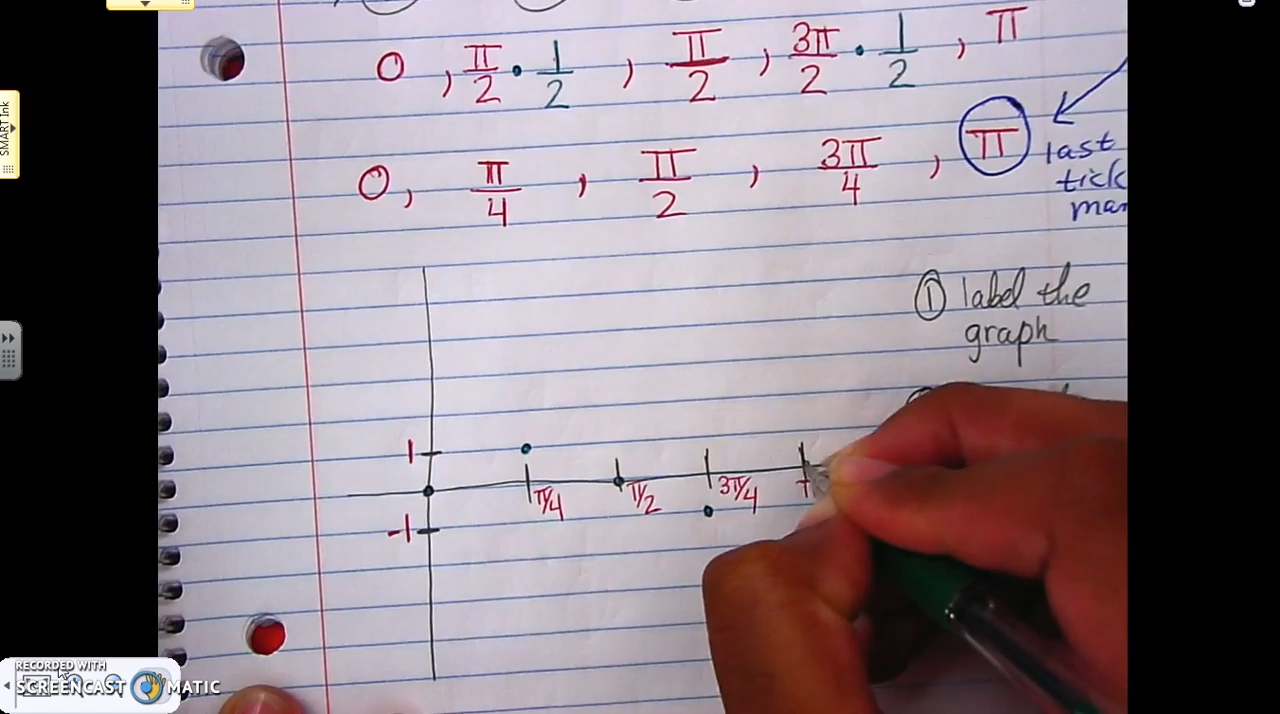 SMART Ink
0, π/2 · 1/2, π/2, 3π/2 · 1/2, π
0, π/4, π/2, 3π/4, π
last
tick
① label the
graph
1
π/4 π/2 3π/4
-1
RECORDED WITH
SCREENCAST MATIC